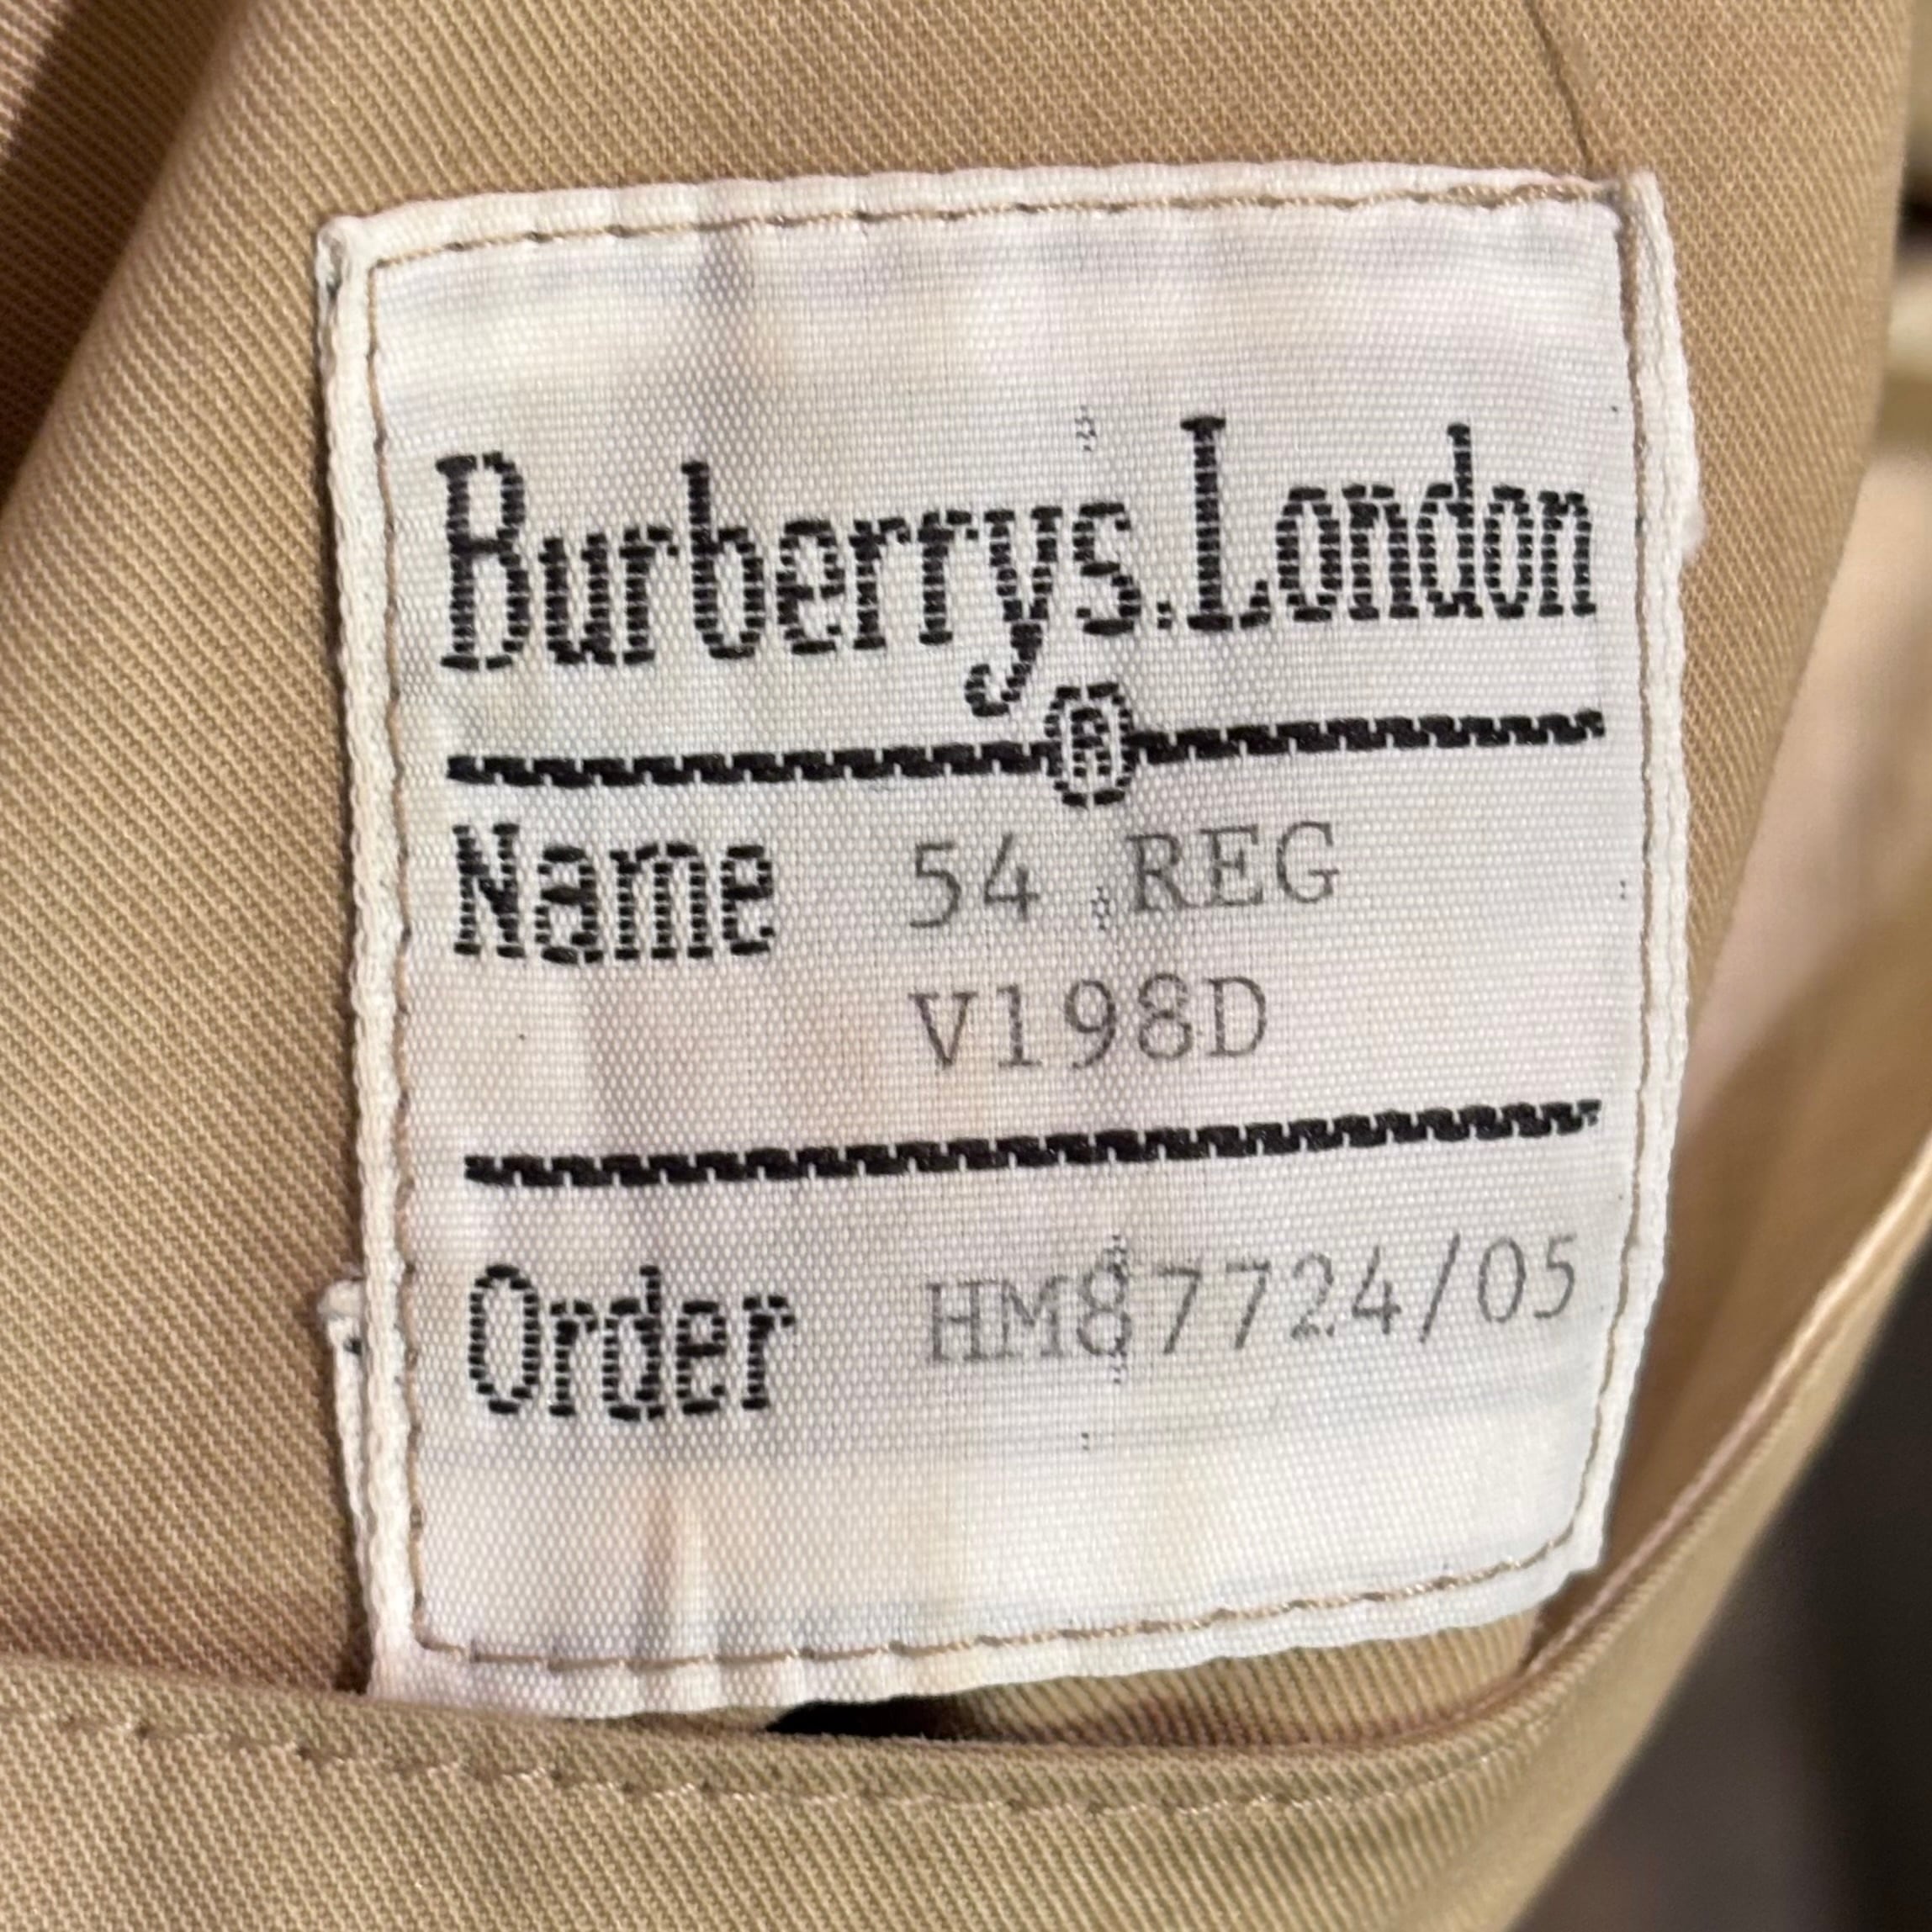 Burberrys.London
®
Name 54 REG
V198D
Order HM87724/05